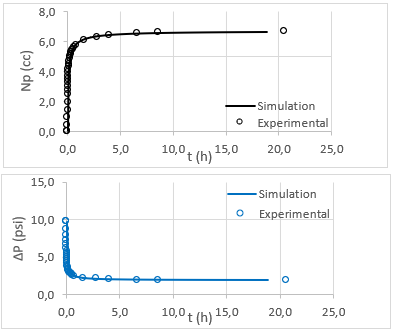 8,0
6,0
4,0
2,0
0,0
Np (cc)
Simulation
Experimental
0,0 5,0 10,0 15,0 20,0 25,0
t (h)
15,0
10,0
5,0
0,0
ΔP (psi)
Simulation
Experimental
0,0 5,0 10,0 15,0 20,0 25,0
t (h)